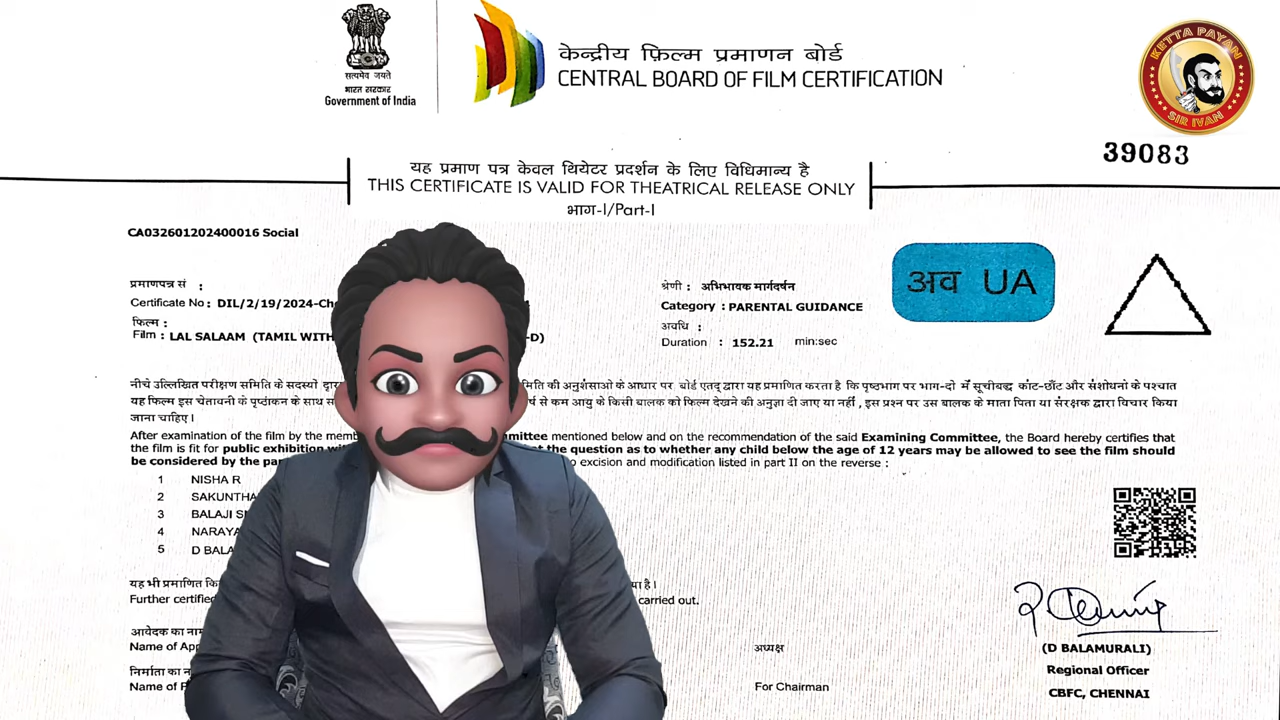 सत्यमेव जयते
भारत सरकार
Government of India
केन्द्रीय फ़िल्म प्रमाणन बोर्ड
CENTRAL BOARD OF FILM CERTIFICATION
KETTA PAYAN
SIR IVAN
39083
यह प्रमाण पत्र केवल थियेटर प्रदर्शन के लिए विधिमान्य है
THIS CERTIFICATE IS VALID FOR THEATRICAL RELEASE ONLY
भाग-I/Part-I
CA032601202400016 Social
अव UA
प्रमाणपत्र सं :
श्रेणी : अभिभावक मार्गदर्षन
Certificate No : DIL/2/19/2024-Ch
Category : PARENTAL GUIDANCE
फिल्म :
अवधि :
Film : LAL SALAAM (TAMIL WITH -D)
Duration : 152.21 min:sec
नीचे उल्लिखित परीक्षण समिति के सदस्यों द्वारा मिति की अनुशंसाओ के आधार पर बोर्ड एतद् द्वारा यह प्रमाणित करता है कि पृष्ठभाग पर भाग-दो में सूचीबद्ध काट-छाँट और संशोधनों के पश्चात
यह फिल्म इस चेतावनी के पृष्ठांकन के साथ र्ष से कम आयु के किसी बालक को फिल्म देखने की अनुज्ञा दी जाए या नहीं , इस प्रश्न पर उस बालक के माता पिता या संरक्षक द्वारा विचार किया
जाना चाहिए ।
After examination of the film by the mittee mentioned below and on the recommendation of the said Examining Committee, the Board hereby certifies that
the film is fit for public exhibition the question as to whether any child below the age of 12 years may be allowed to see the film should
be considered by the o excision and modification listed in part II on the reverse :
1 NISHA R
2 SAKUNTHA
3 BALAJI
4 NARAYA
5 D BALA
यह भी प्रमाणित या है ।
Further certified carried out.
आवेदक का नाम
Name of
अध्यक्ष
निर्माता का
Name of
For Chairman
(D BALAMURALI)
Regional Officer
CBFC, CHENNAI